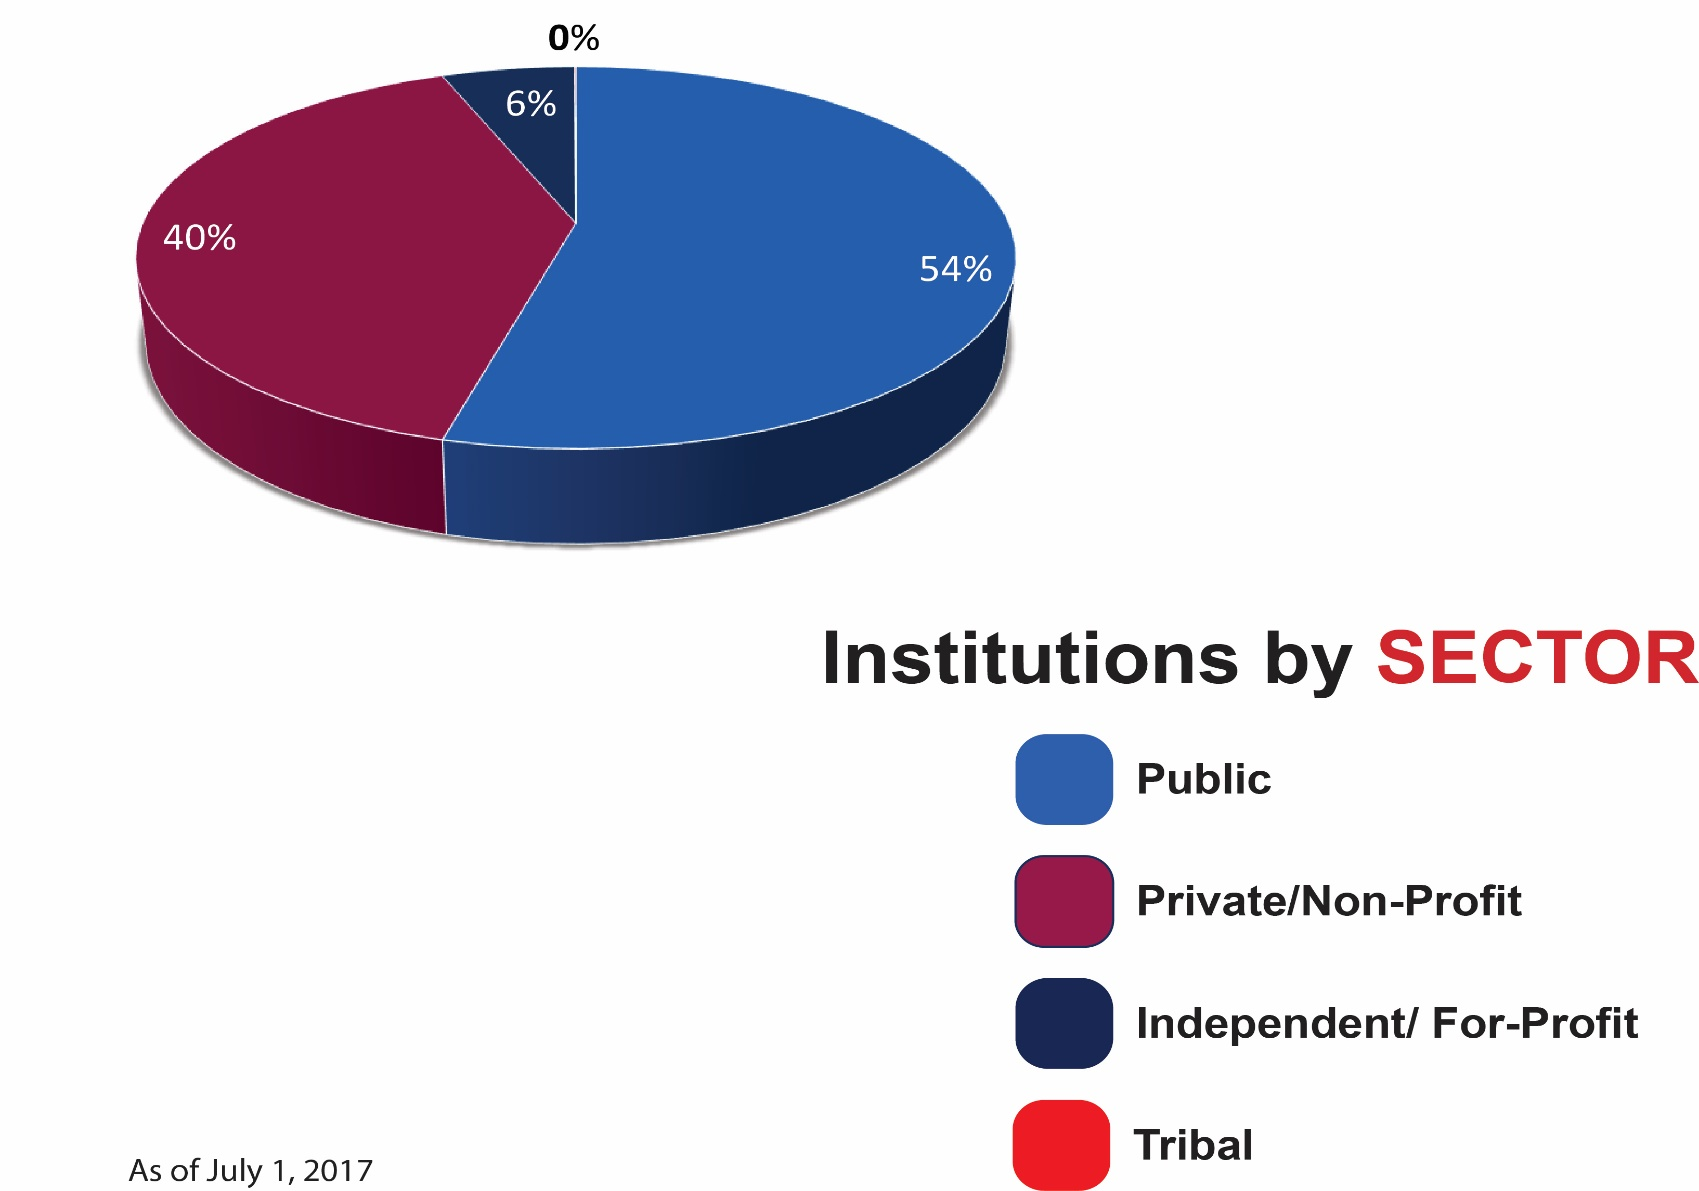 0%
6%
40%
54%
Institutions by SECTOR
Public
Private/Non-Profit
Independent/ For-Profit
Tribal
As of July 1, 2017